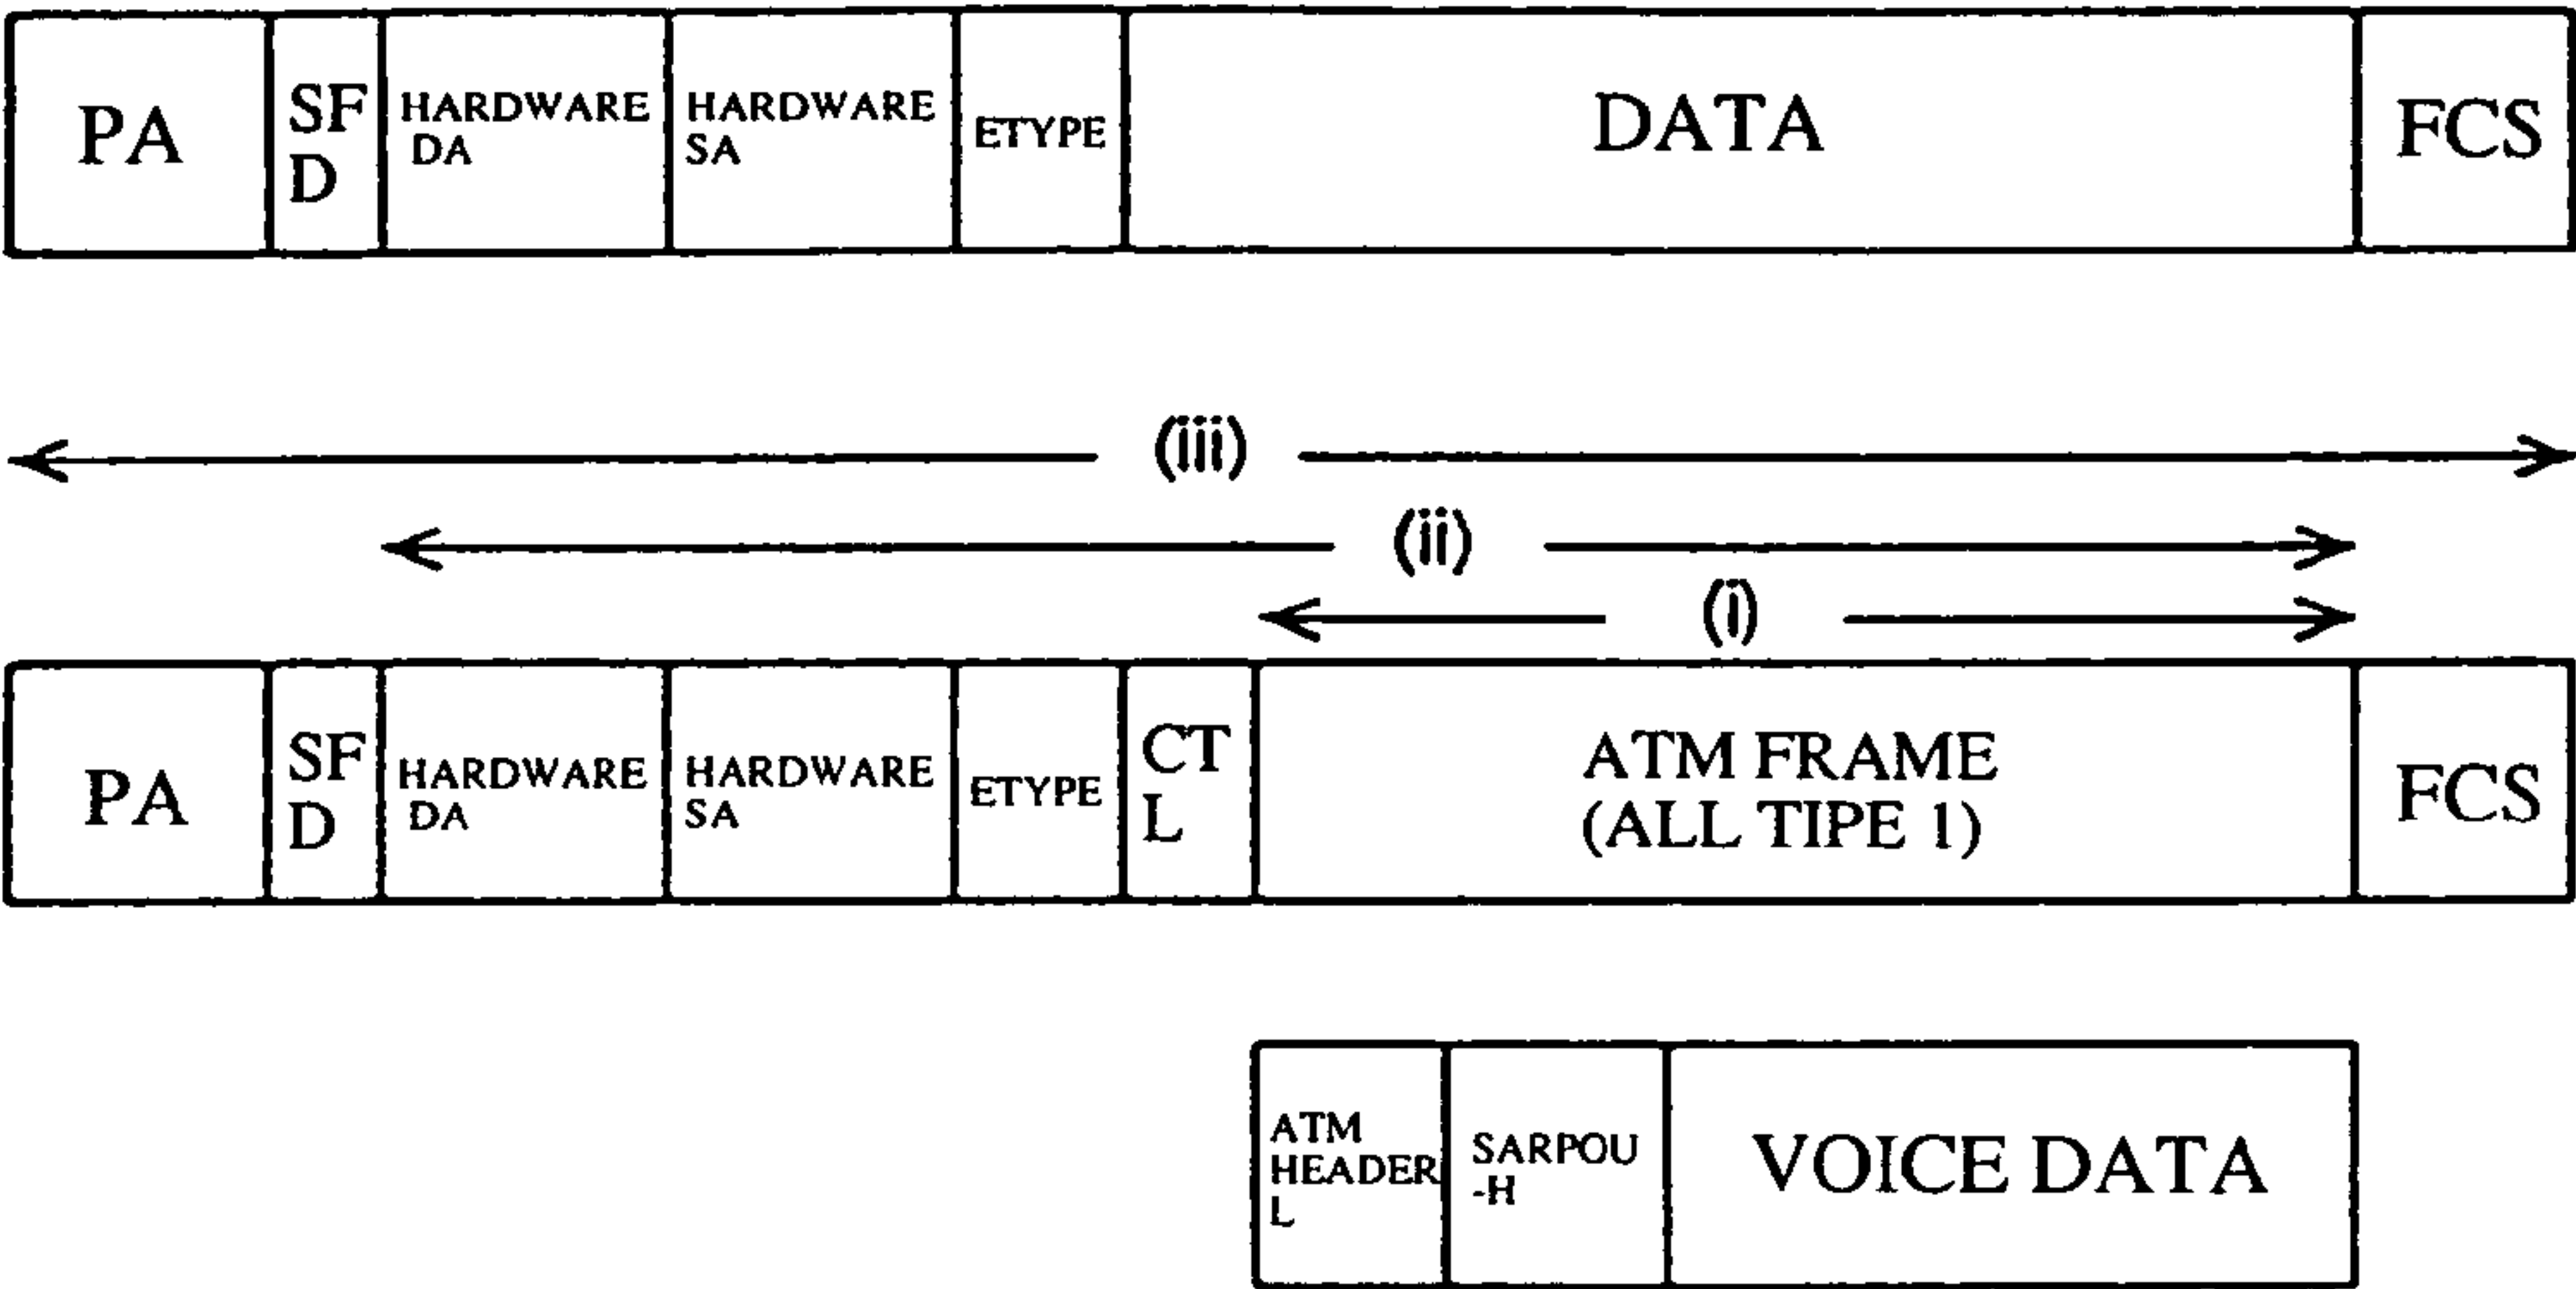 PA
SF
D
HARDWARE
DA
HARDWARE
SA
ETYPE
DATA
FCS
(iii)
(ii)
(i)
PA
SF
D
HARDWARE
DA
HARDWARE
SA
ETYPE
CT
L
ATM FRAME
(ALL TIPE 1)
FCS
ATM
HEADER
L
SARPOU
-H
VOICE DATA